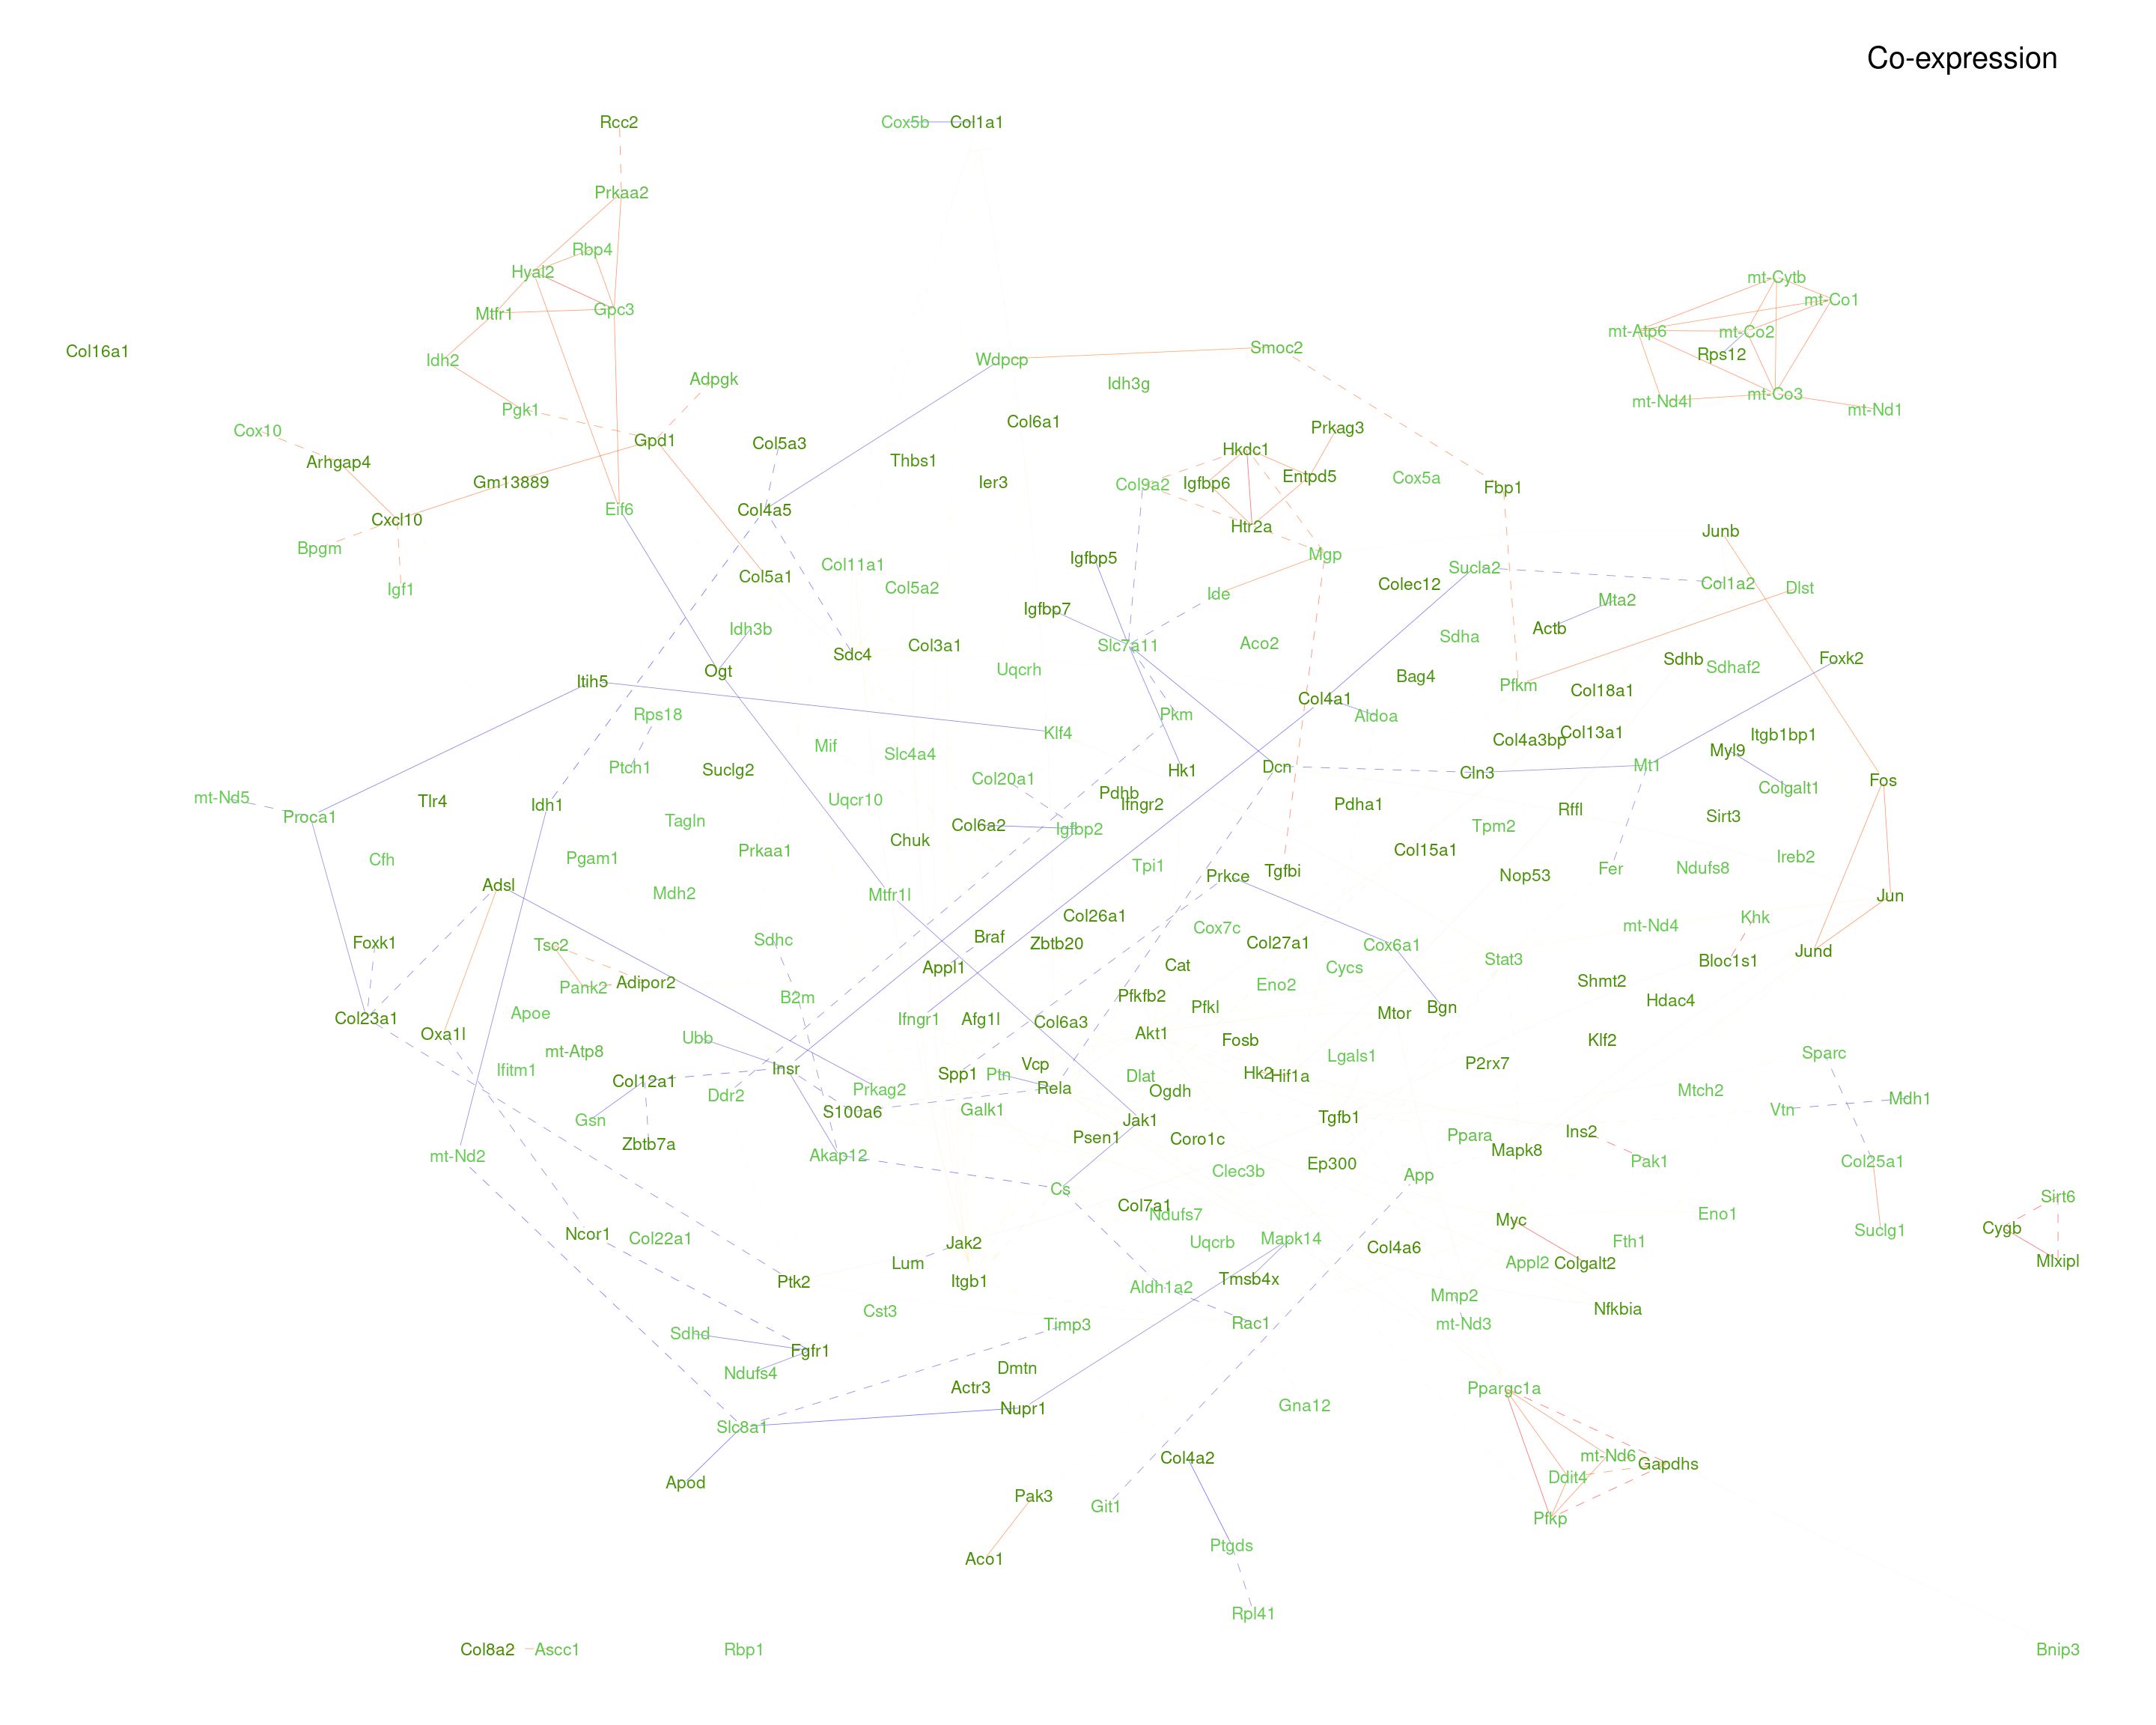 Co-expression
Rcc2
Cox5b
Col1a1
Prkaa2
Rbp4
Hyal2
mt-Cytb
mt-Co1
Mtfr1
Gpc3
mt-Atp6
mt-Co2
Col16a1
Idh2
Wdpcp
Smoc2
Rps12
Adpgk
Idh3g
mt-Nd4l
mt-Co3
mt-Nd1
Pgk1
Col6a1
Prkag3
Cox10
Gpd1
Col5a3
Hkdc1
Arhgap4
Thbs1
Entpd5
Cox5a
Gm13889
Ier3
Col9a2
Igfbp6
Fbp1
Cxcl10
Eif6
Col4a5
Htr2a
Junb
Bpgm
Igfbp5
Mgp
Col11a1
Sucla2
Col5a1
Col5a2
Colec12
Col1a2
Dlst
Igf1
Ide
Mta2
Igfbp7
Idh3b
Actb
Sdc4
Col3a1
Slc7a11
Aco2
Sdha
Ogt
Uqcrh
Sdhb
Sdhaf2
Foxk2
Itih5
Bag4
Pfkm
Col18a1
Rps18
Col4a1
Pkm
Aldoa
Klf4
Col4a3bp
Col13a1
Itgb1bp1
Mif
Slc4a4
Myl9
Ptch1
Suclg2
Col20a1
Hk1
Dcn
Cln3
Mt1
Fos
mt-Nd5
Tlr4
Idh1
Uqcr10
Pdhb
Ifngr2
Pdha1
Rffl
Colgalt1
Proca1
Tagln
Col6a2
Igfbp2
Tpm2
Sirt3
Cfh
Pgam1
Prkaa1
Chuk
Col15a1
Ireb2
Adsl
Mdh2
Mtfr1l
Tpi1
Prkce
Tgfbi
Nop53
Fer
Ndufs8
Jun
Col26a1
Foxk1
Tsc2
Sdhc
Braf
Zbtb20
Cox7c
Col27a1
Cox6a1
mt-Nd4
Khk
Pank2
Adipor2
Appl1
Cat
Cycs
Stat3
Bloc1s1
Jund
B2m
Pfkfb2
Pfkl
Eno2
Shmt2
Hdac4
Col23a1
Apoe
Ifngr1
Afg1l
Col6a3
Mtor
Bgn
Oxa1l
Ubb
Akt1
Fosb
Klf2
Ifitm1
mt-Atp8
Insr
Vcp
Lgals1
P2rx7
Sparc
Col12a1
Ddr2
Prkag2
Spp1
Ptn
Rela
Dlat
Ogdh
Hk2
Hif1a
Mtch2
Mdh1
Gsn
S100a6
Galk1
Jak1
Tgfb1
Vtn
Zbtb7a
Psen1
Coro1c
Ppara
Ins2
mt-Nd2
Akap12
Clec3b
Ep300
Mapk8
Pak1
Col25a1
Cs
App
Sirt6
Ncor1
Col22a1
Col7a1
Ndufs7
Myc
Eno1
Suclg1
Cygb
Jak2
Uqcrb
Mapk14
Col4a6
Fth1
Lum
Appl2
Colgalt2
Mlxipl
Ptk2
Itgb1
Aldh1a2
Tmsb4x
Mmp2
Cst3
Timp3
Rac1
mt-Nd3
Nfkbia
Sdhd
Fgfr1
Ndufs4
Dmtn
Actr3
Ppargc1a
Slc8a1
Nupr1
Gna12
Apod
Col4a2
mt-Nd6
Gapdhs
Ddit4
Pak3
Git1
Pfkp
Aco1
Ptgds
Rpl41
Col8a2
Ascc1
Rbp1
Bnip3